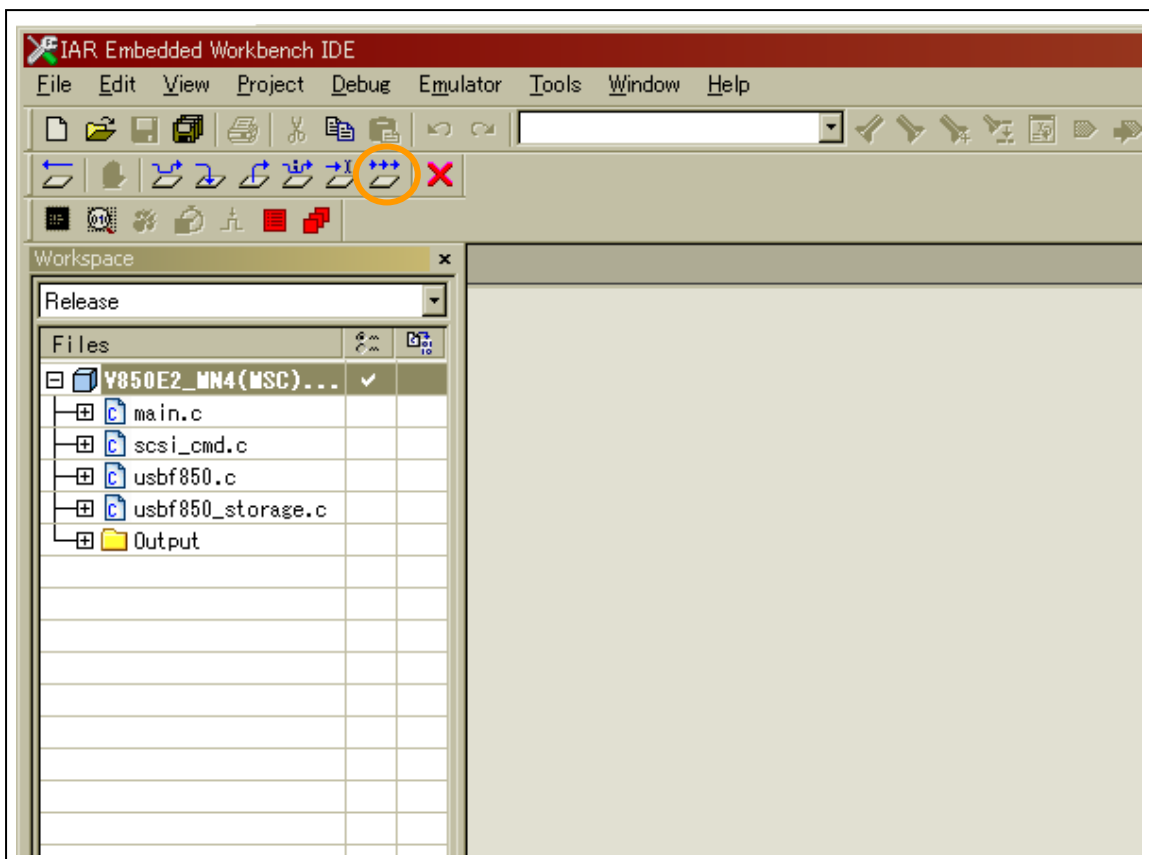 IAR Embedded Workbench IDE
File Edit View Project Debug Emulator Tools Window Help
Workspace
Release
Files
V850E2_MN4(MSC)...
main.c
scsi_cmd.c
usbf850.c
usbf850_storage.c
Output